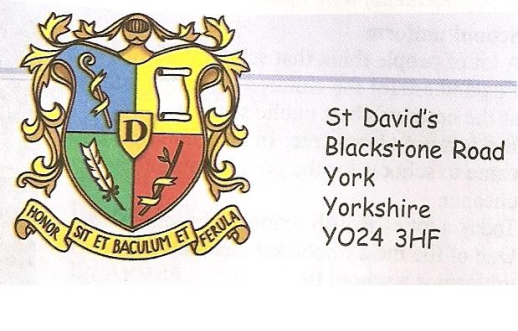 D
HONOR SIT ET BACULUM ET FERULA
St David's
Blackstone Road
York
Yorkshire
YO24 3HF